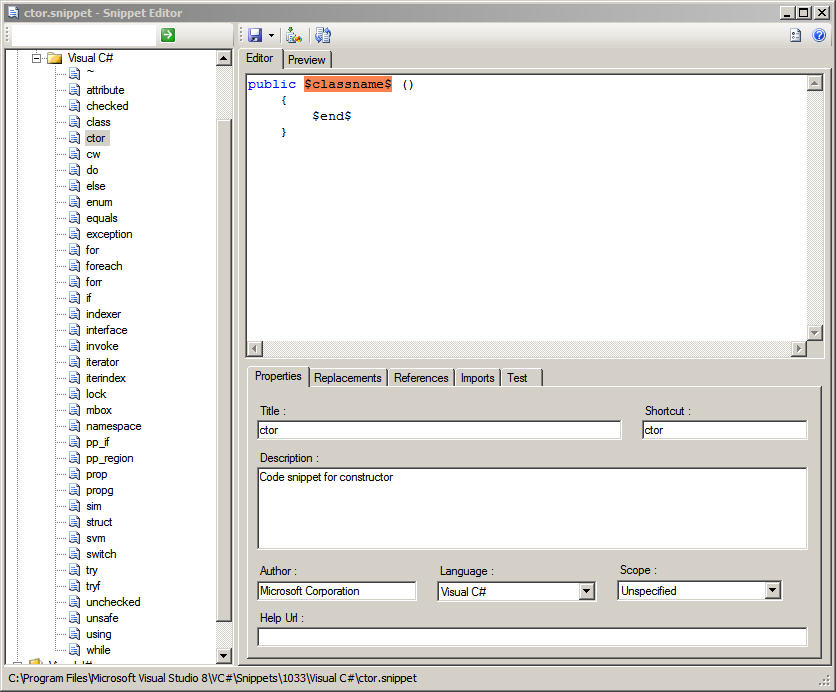 ctor.snippet - Snippet Editor
Visual C#
~
attribute
checked
class
ctor
cw
do
else
enum
equals
exception
for
foreach
forr
if
indexer
interface
invoke
iterator
iterindex
lock
mbox
namespace
pp_if
pp_region
prop
propg
sim
struct
svm
switch
try
tryf
unchecked
unsafe
using
while
Editor Preview
public $classname$ ()
{
$end$
}
Properties Replacements References Imports Test
Title : Shortcut :
ctor ctor
Description :
Code snippet for constructor
Author : Language : Scope :
Microsoft Corporation Visual C# Unspecified
Help Url :
C:\Program Files\Microsoft Visual Studio 8\VC#\Snippets\1033\Visual C#\ctor.snippet